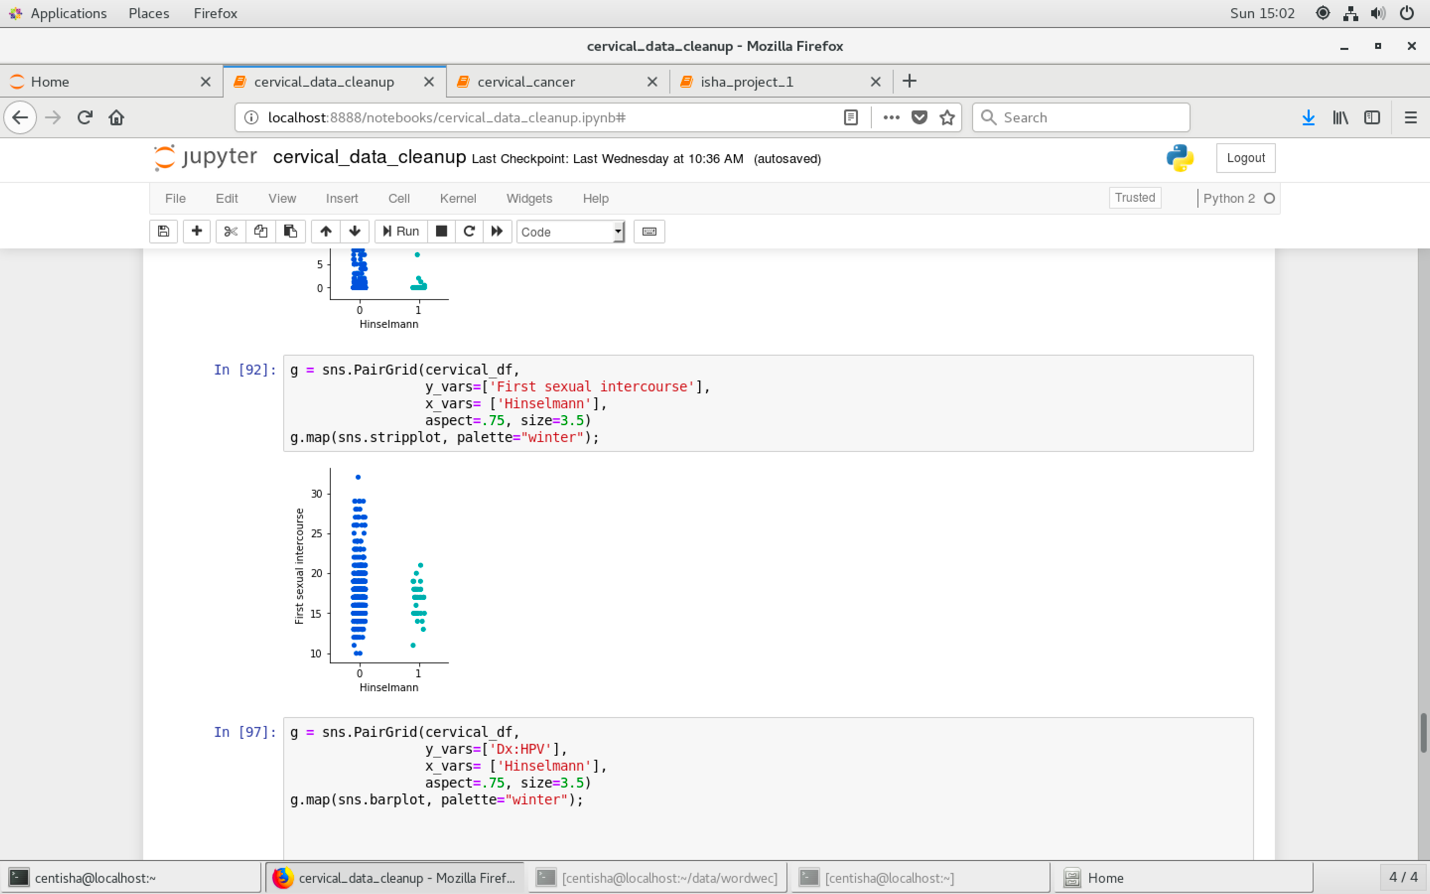 Applications Places Firefox Sun 15:02
cervical_data_cleanup - Mozilla Firefox
Home cervical_data_cleanup cervical_cancer isha_project_1
localhost:8888/notebooks/cervical_data_cleanup.ipynb# Search
jupyter cervical_data_cleanup Last Checkpoint: Last Wednesday at 10:36 AM (autosaved) Logout
File Edit View Insert Cell Kernel Widgets Help Trusted Python 2
Run Code
5
0
0 1
Hinselmann
In [92]: g = sns.PairGrid(cervical_df,
y_vars=['First sexual intercourse'],
x_vars= ['Hinselmann'],
aspect=.75, size=3.5)
g.map(sns.stripplot, palette="winter");
First sexual intercourse
30
25
20
15
10
0 1
Hinselmann
In [97]: g = sns.PairGrid(cervical_df,
y_vars=['Dx:HPV'],
x_vars= ['Hinselmann'],
aspect=.75, size=3.5)
g.map(sns.barplot, palette="winter");
centisha@localhost:~ cervical_data_cleanup - Mozilla Firef... [centisha@localhost:~/data/wordwec] [centisha@localhost:~] Home 4 / 4